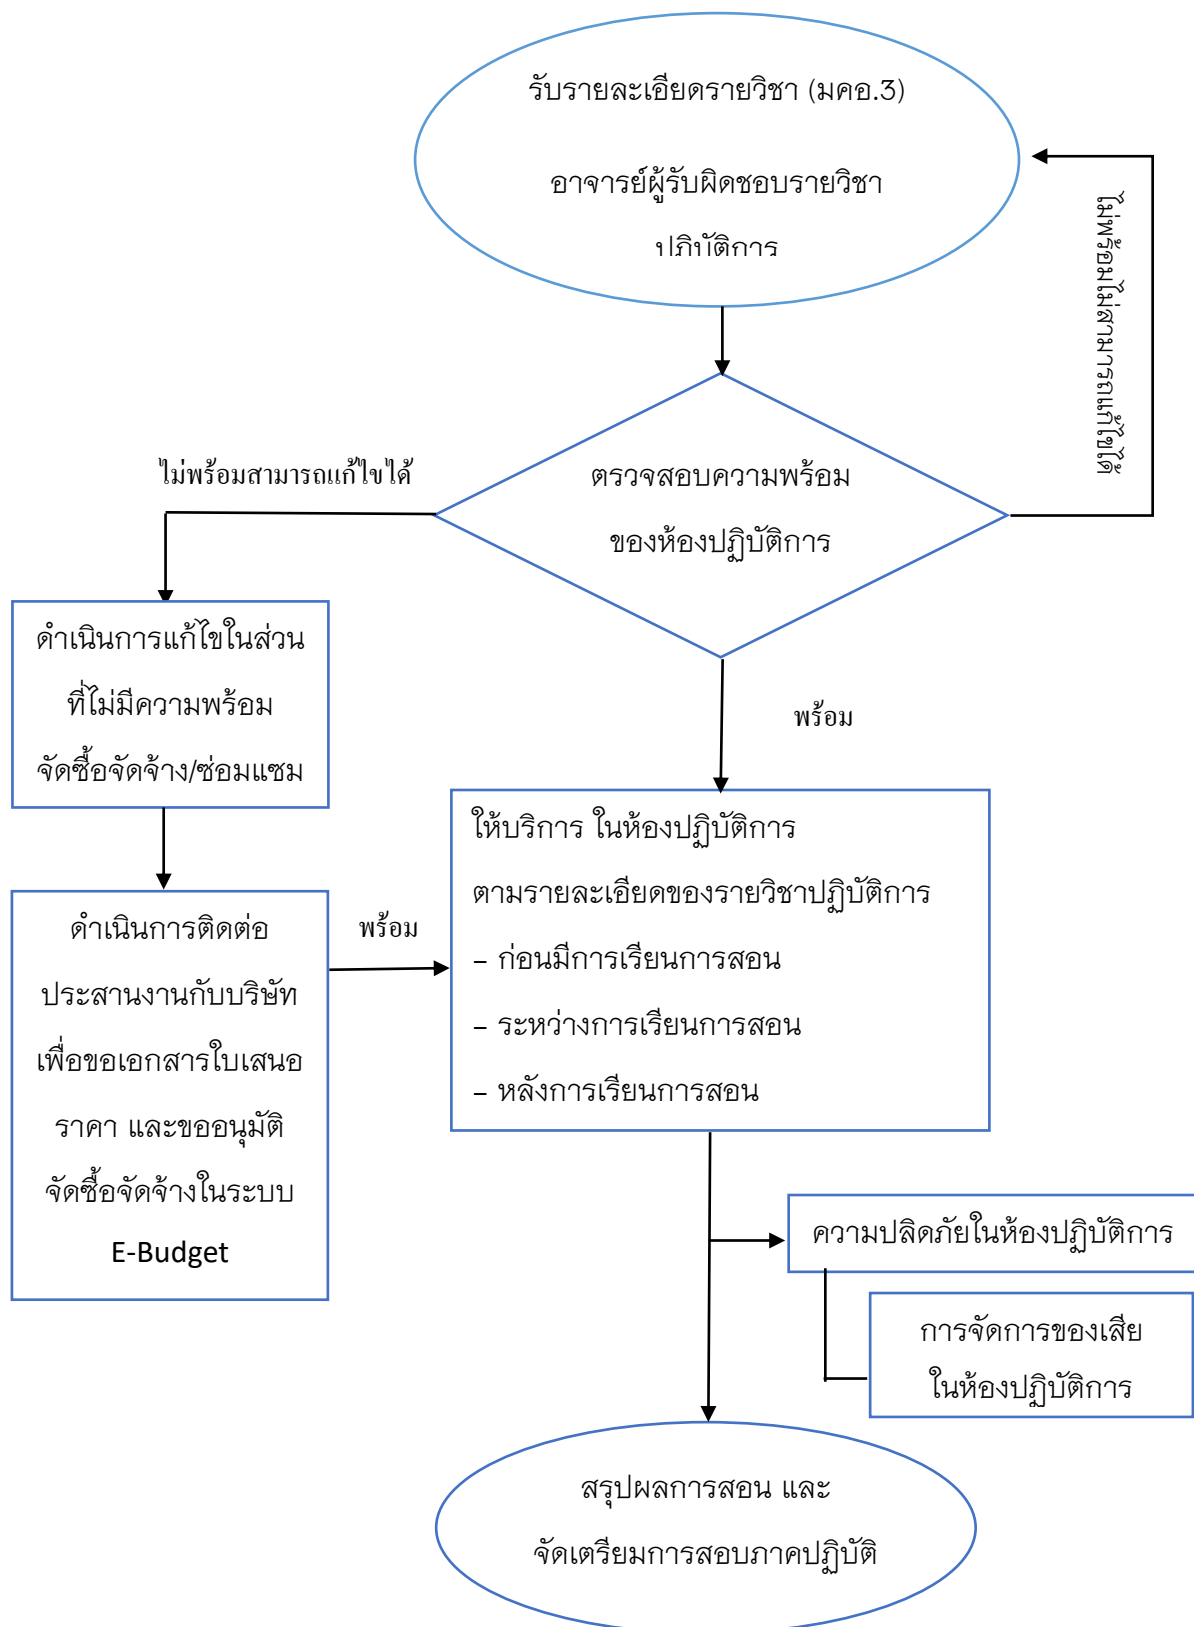 รับรายละเอียดรายวิชา (มคอ.3)
อาจารย์ผู้รับผิดชอบรายวิชา
ปฏิบัติการ
ไม่พร้อมไม่สามารถแก้ไขได้
ไม่พร้อมสามารถแก้ไขได้
ตรวจสอบความพร้อม
ของห้องปฏิบัติการ
ดำเนินการแก้ไขในส่วน
ที่ไม่มีความพร้อม
จัดซื้อจัดจ้าง/ซ่อมแซม
พร้อม
ดำเนินการติดต่อ
ประสานงานกับบริษัท
เพื่อขอเอกสารใบเสนอ
ราคา และขออนุมัติ
จัดซื้อจัดจ้างในระบบ
E-Budget
พร้อม
ให้บริการ ในห้องปฏิบัติการ
ตามรายละเอียดของรายวิชาปฏิบัติการ
– ก่อนมีการเรียนการสอน
– ระหว่างการเรียนการสอน
– หลังการเรียนการสอน
ความปลิดภัยในห้องปฏิบัติการ
การจัดการของเสีย
ในห้องปฏิบัติการ
สรุปผลการสอน และ
จัดเตรียมการสอบภาคปฏิบัติ